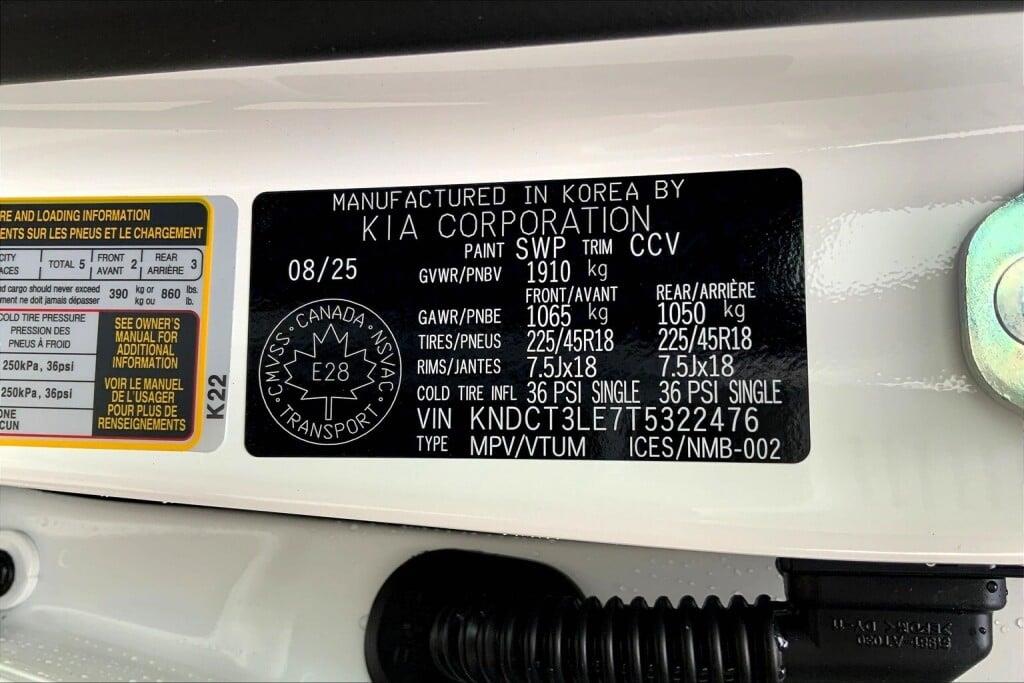 RE AND LOADING INFORMATION
ENTS SUR LES PNEUS ET LE CHARGEMENT
CITY TOTAL 5 FRONT 2 REAR 3
ACES AVANT ARRIÈRE
nd cargo should never exceed 390 kg or 860 lbs.
ment ne doit jamais dépasser kg ou lb.
COLD TIRE PRESSURE
PRESSION DES
PNEUS À FROID
250kPa, 36psi
250kPa, 36psi
ONE
CUN
SEE OWNER'S
MANUAL FOR
ADDITIONAL
INFORMATION
VOIR LE MANUEL
DE L'USAGER
POUR PLUS DE
RENSEIGNEMENTS
K22
MANUFACTURED IN KOREA BY
KIA CORPORATION
PAINT SWP TRIM CCV
08/25
GVWR/PNBV 1910 kg
FRONT/AVANT REAR/ARRIÈRE
GAWR/PNBE 1065 kg 1050 kg
TIRES/PNEUS 225/45R18 225/45R18
RIMS/JANTES 7.5Jx18 7.5Jx18
COLD TIRE INFL 36 PSI SINGLE 36 PSI SINGLE
VIN KNDCT3LE7T5322476
TYPE MPV/VTUM ICES/NMB-002
CMVSS · CANADA · NSVAC · TRANSPORT
E28